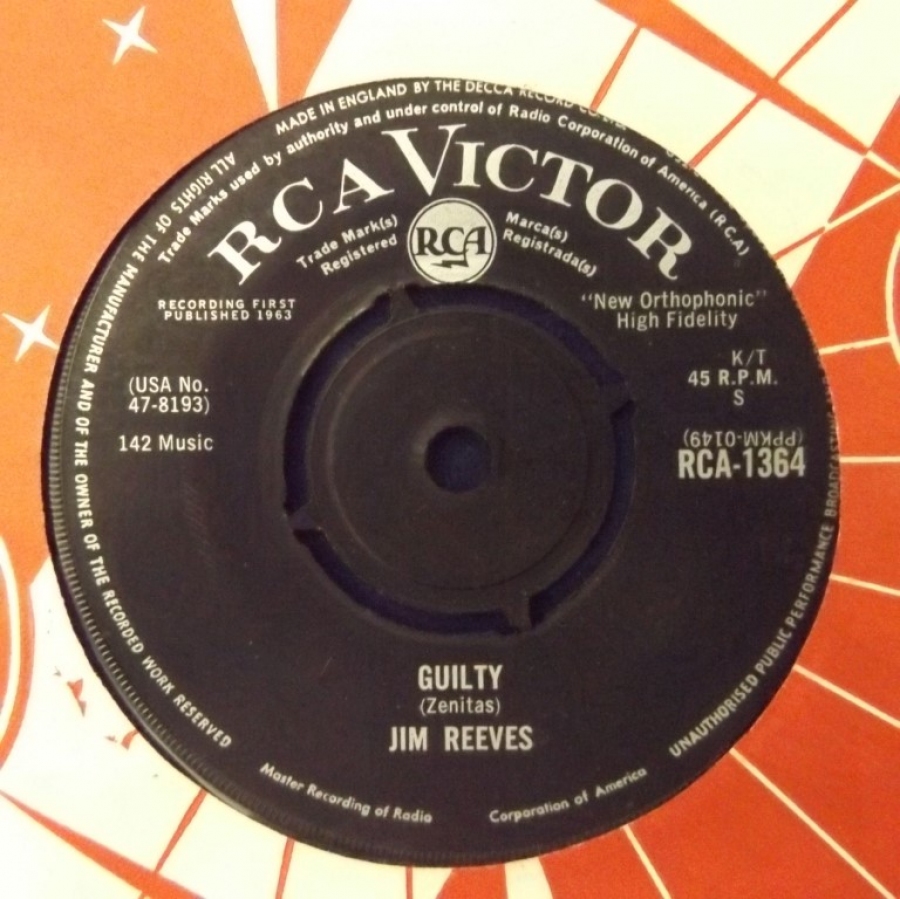 MADE IN ENGLAND BY THE DECCA RECORD CO.
ALL RIGHTS OF THE MANUFACTURER AND OF THE OWNER OF THE RECORDED WORK RESERVED
Trade Marks used by authority and under control of Radio Corporation of America (RCA)
RCA VICTOR
Trade Mark(s)
Registered
RCA
Marca(s)
Registrada(s)
RECORDING FIRST
PUBLISHED 1963
"New Orthophonic"
High Fidelity
K/T
45 R.P.M.
S
(USA No.
47-8193)
142 Music
(PPKM-0149)
RCA-1364
GUILTY
(Zenitas)
JIM REEVES
Master Recording of Radio Corporation of America
UNAUTHORISED PUBLIC PERFORMANCE BROADCASTING